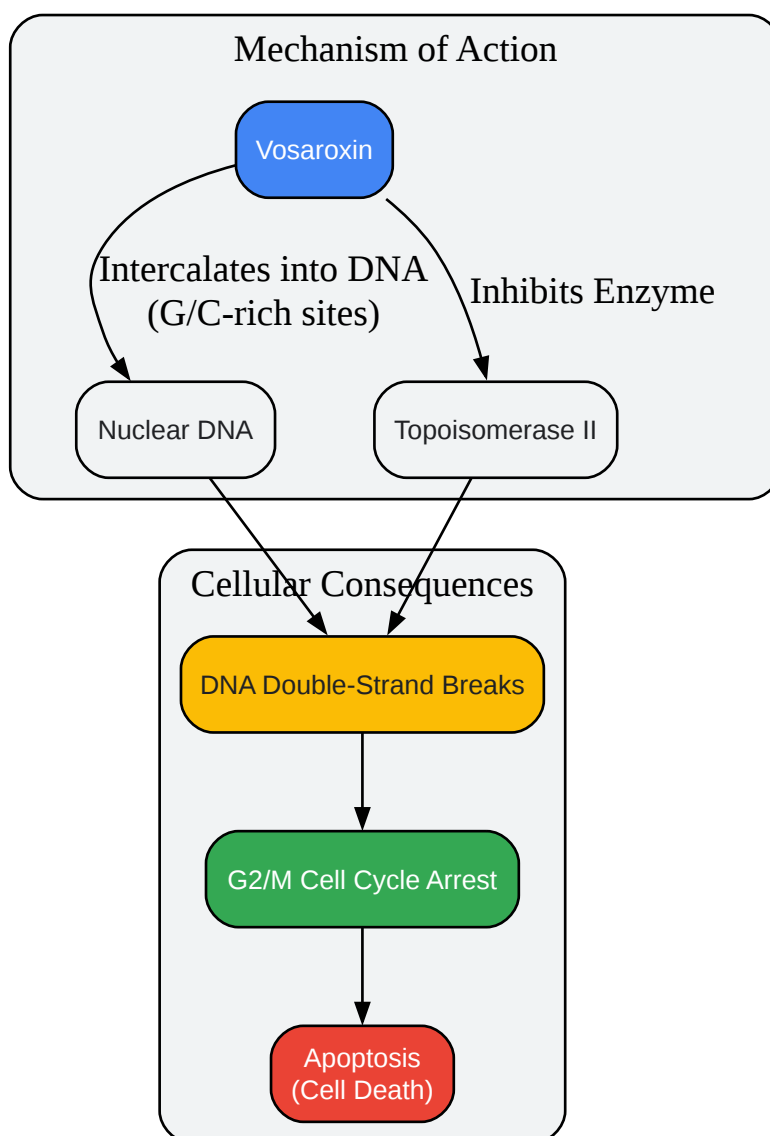 Mechanism of Action
Vosaroxin
Intercalates into DNA
(G/C-rich sites)
Inhibits Enzyme
Nuclear DNA
Topoisomerase II
Cellular Consequences
DNA Double-Strand Breaks
G2/M Cell Cycle Arrest
Apoptosis
(Cell Death)